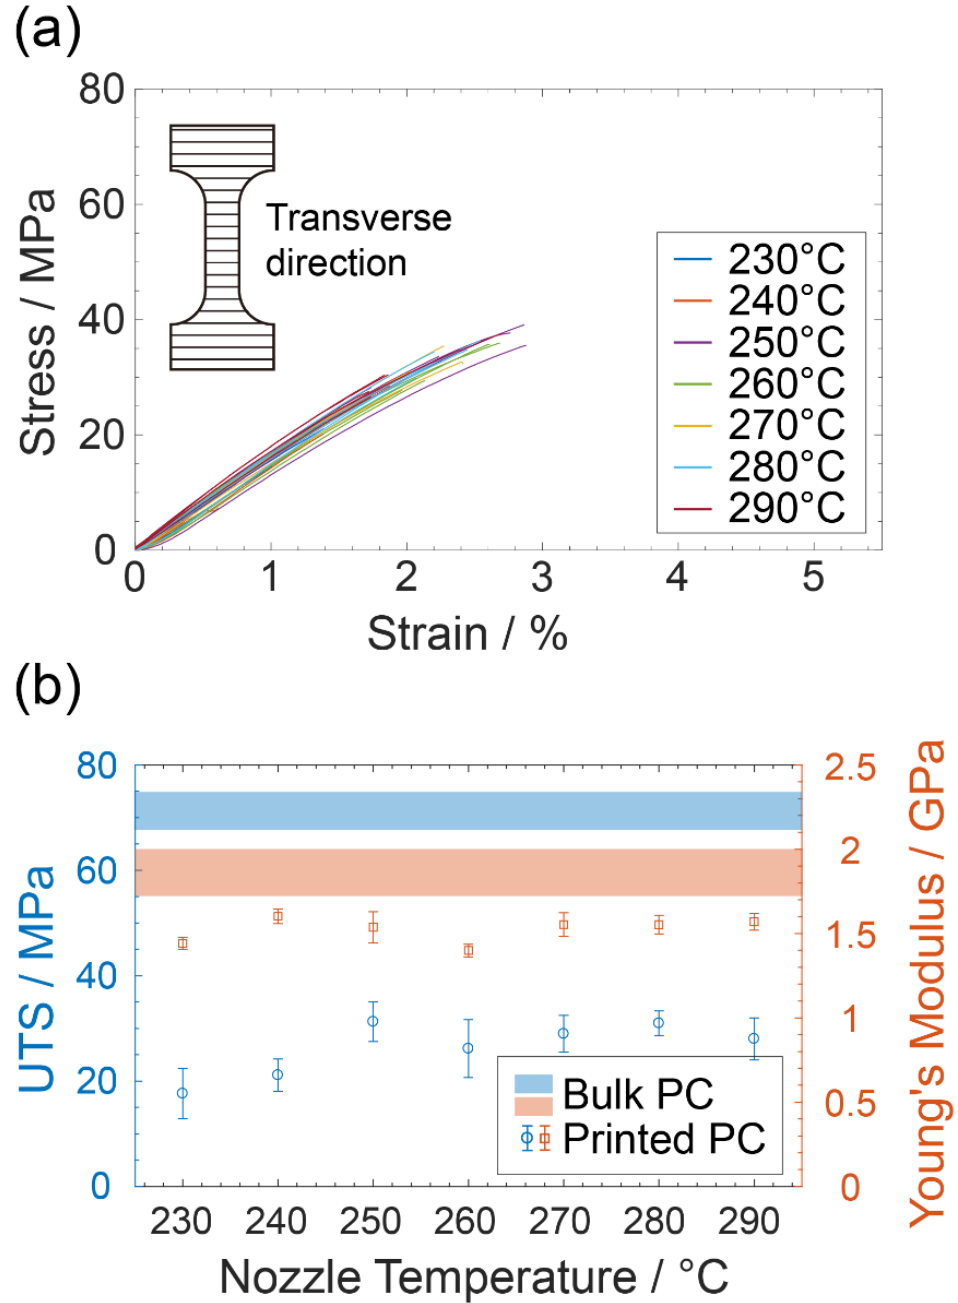 (a)
80
60
40
20
0
Stress / MPa
Transverse
direction
230°C
240°C
250°C
260°C
270°C
280°C
290°C
0 1 2 3 4 5
Strain / %
(b)
80
60
40
20
0
UTS / MPa
2.5
2
1.5
1
0.5
0
Young's Modulus / GPa
Bulk PC
Printed PC
230 240 250 260 270 280 290
Nozzle Temperature / °C